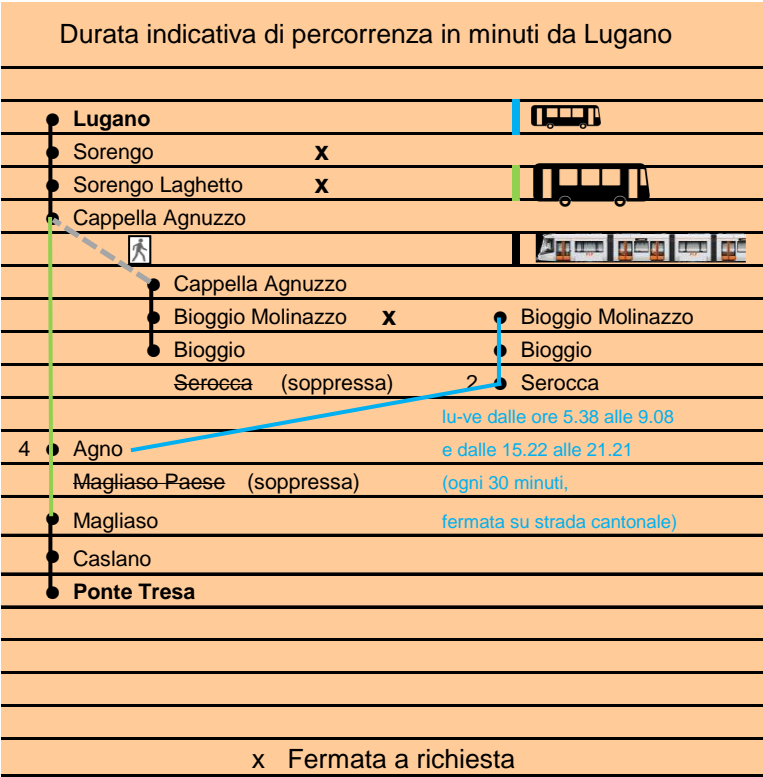 Durata indicativa di percorrenza in minuti da Lugano
Lugano
Sorengo x
Sorengo Laghetto x
Cappella Agnuzzo
Cappella Agnuzzo
Bioggio Molinazzo x Bioggio Molinazzo
Bioggio Bioggio
Serocca (soppressa) 2 Serocca
lu-ve dalle ore 5.38 alle 9.08
4 Agno e dalle 15.22 alle 21.21
Magliaso Paese (soppressa) (ogni 30 minuti,
Magliaso fermata su strada cantonale)
Caslano
Ponte Tresa
x Fermata a richiesta